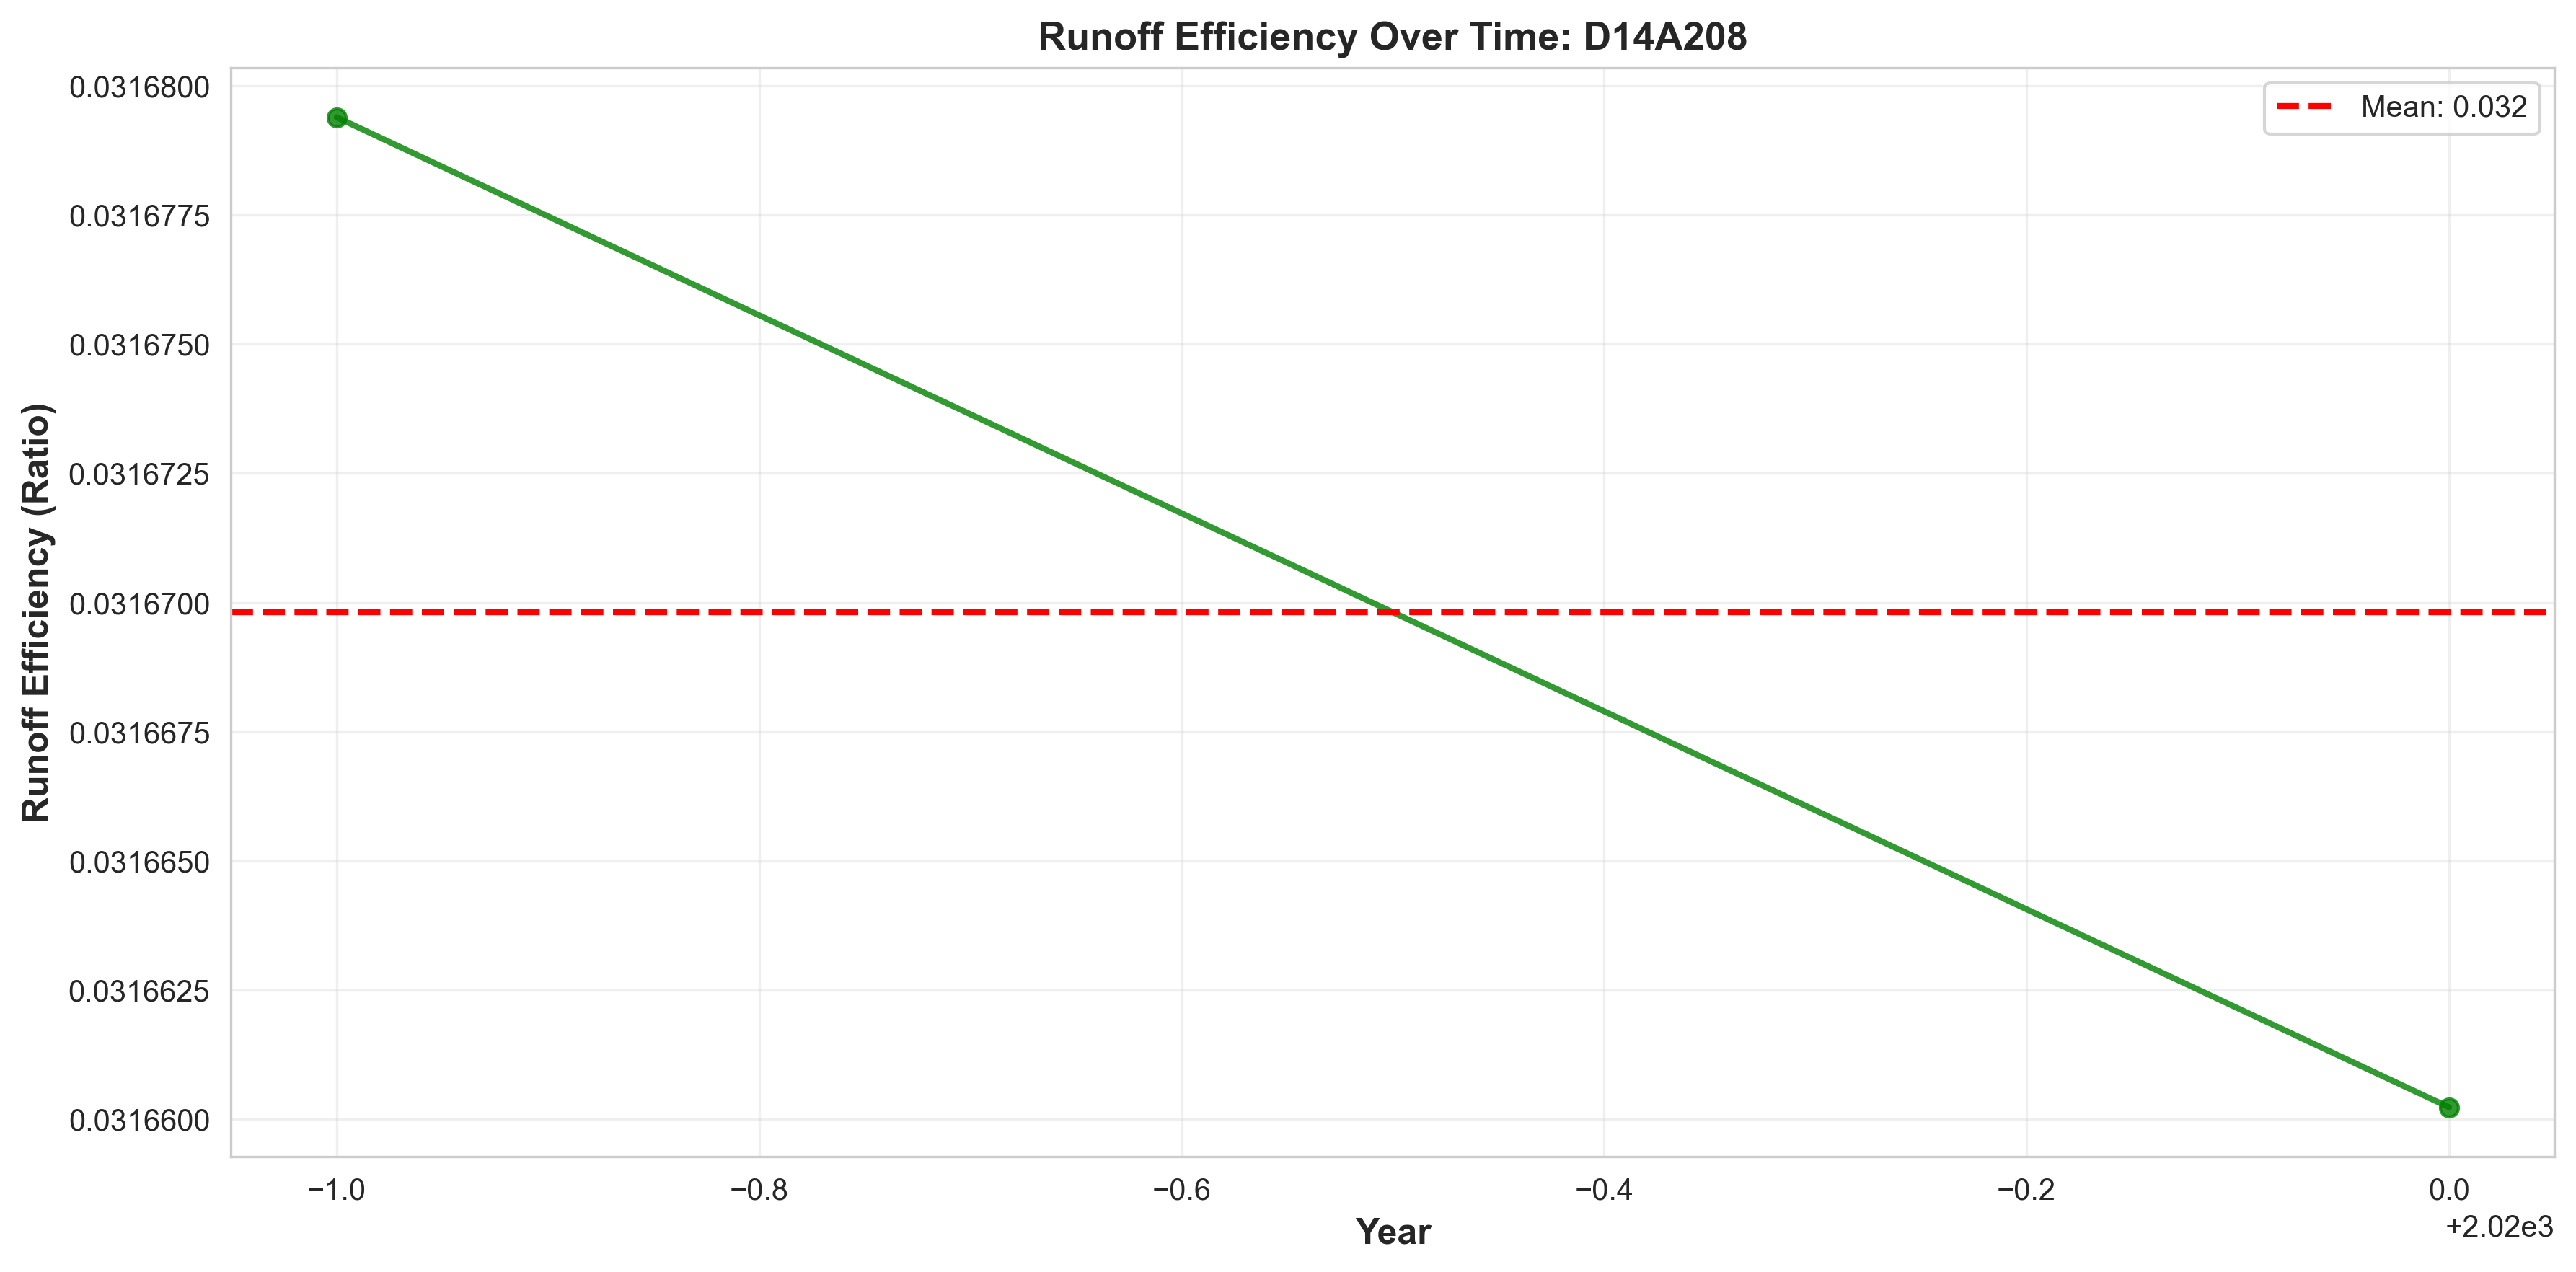 Runoff Efficiency Over Time: D14A208
Mean: 0.032
Runoff Efficiency (Ratio)
0.0316800
0.0316775
0.0316750
0.0316725
0.0316700
0.0316675
0.0316650
0.0316625
0.0316600
−1.0 −0.8 −0.6 −0.4 −0.2 0.0
+2.02e3
Year